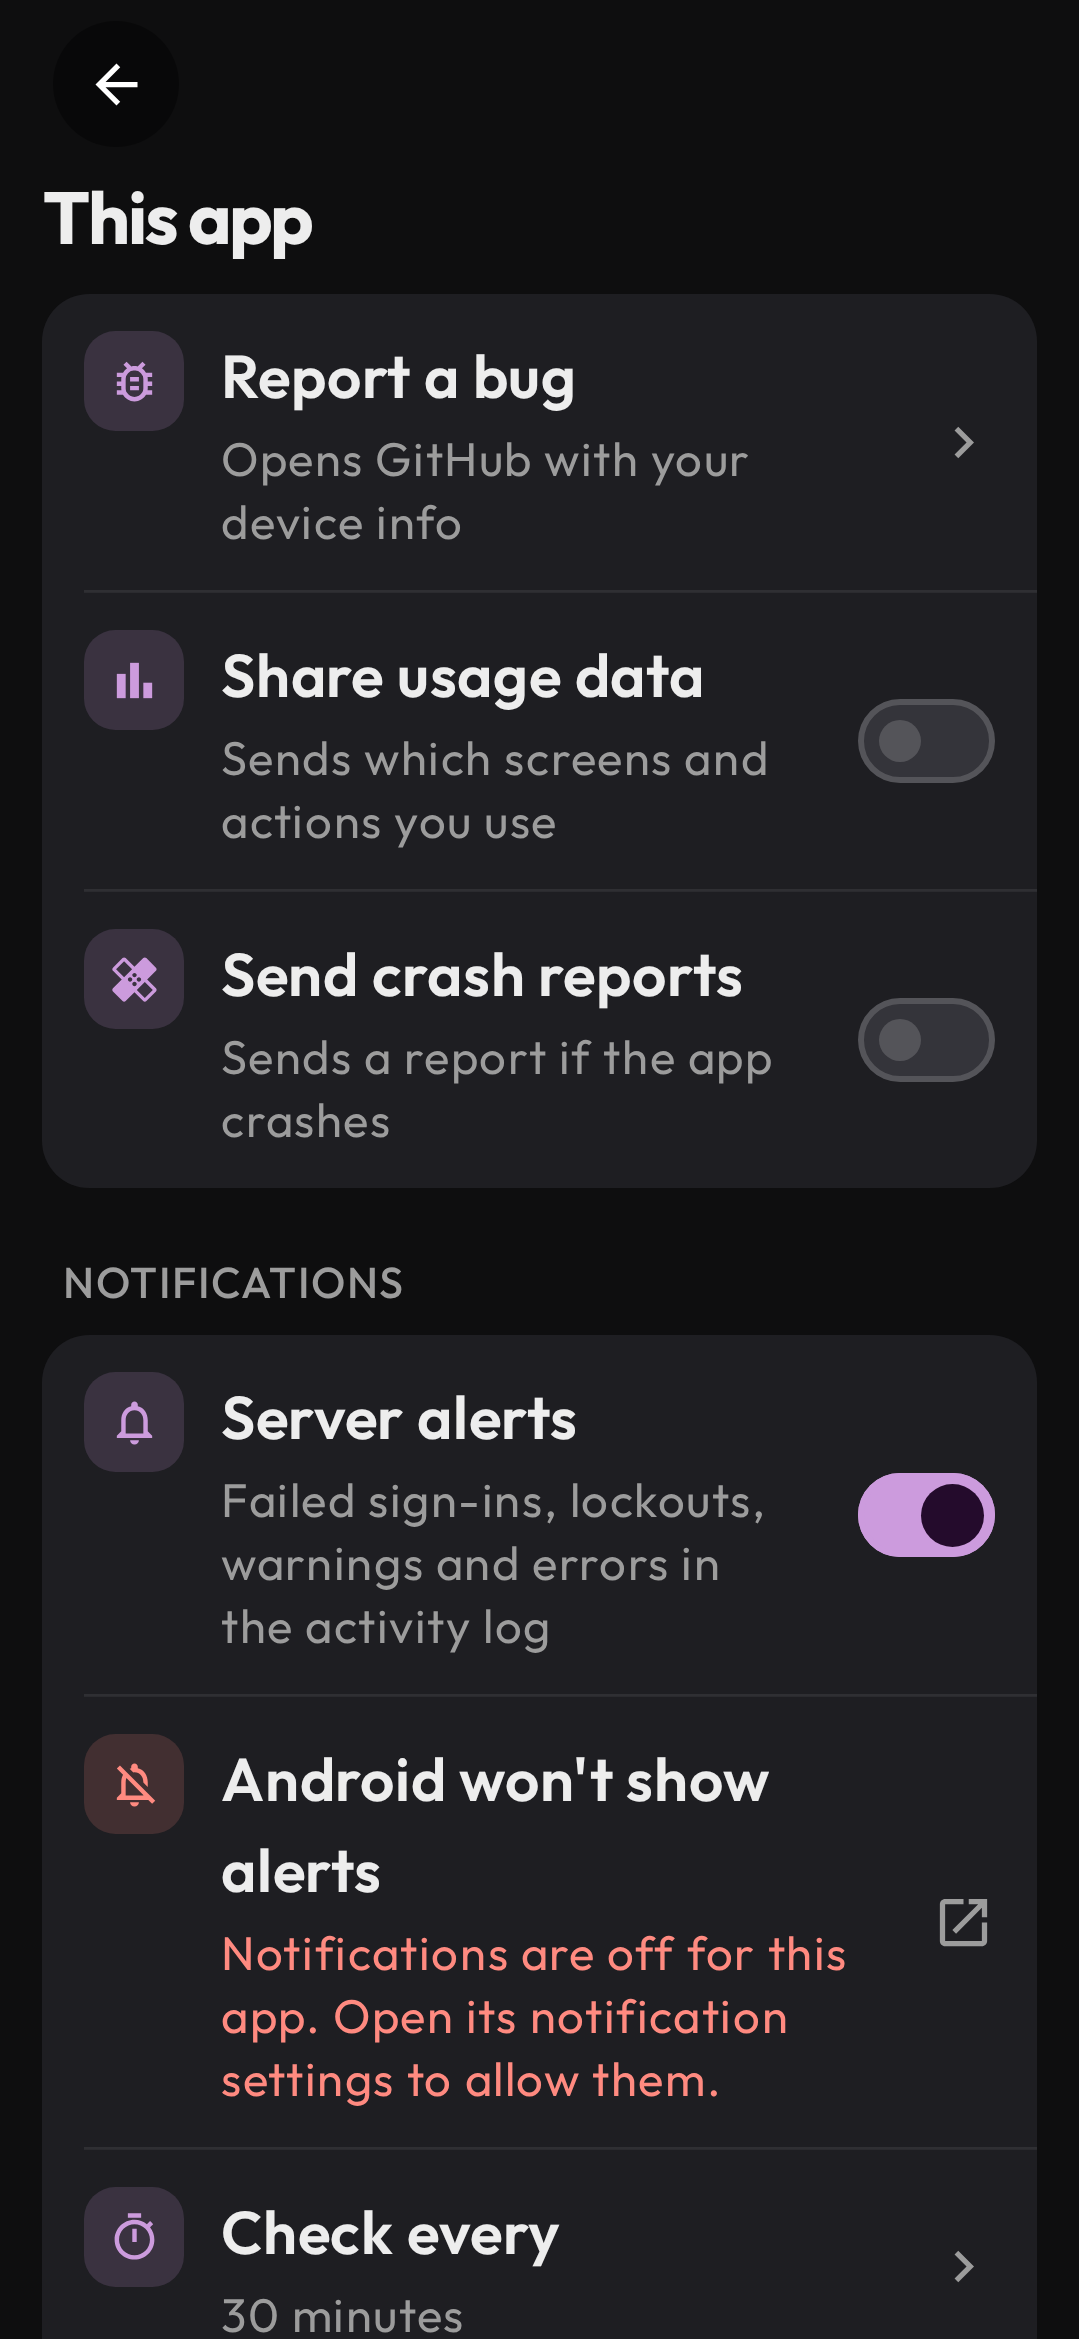 This app
Report a bug
Opens GitHub with your
device info
Share usage data
Sends which screens and
actions you use
Send crash reports
Sends a report if the app
crashes
NOTIFICATIONS
Server alerts
Failed sign-ins, lockouts,
warnings and errors in
the activity log
Android won't show
alerts
Notifications are off for this
app. Open its notification
settings to allow them.
Check every
30 minutes